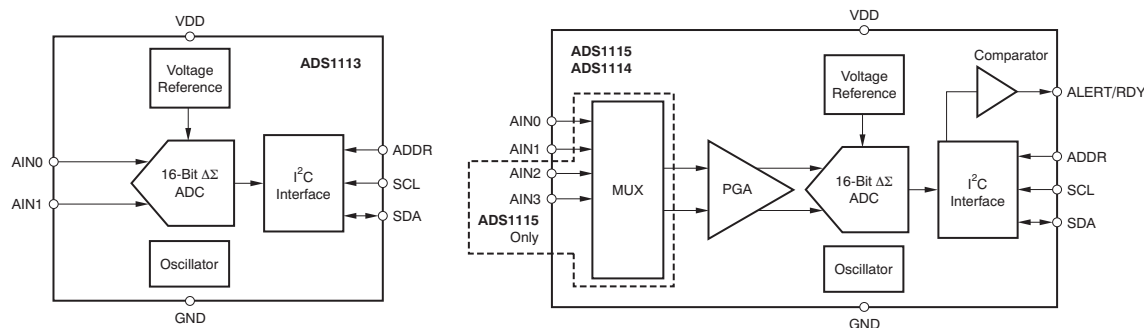 VDD
ADS1113
Voltage
Reference
AIN0
AIN1
16-Bit ΔΣ
ADC
I²C
Interface
ADDR
SCL
SDA
Oscillator
GND
VDD
ADS1115
ADS1114
Comparator
Voltage
Reference
ALERT/RDY
AIN0
AIN1
AIN2
AIN3
ADS1115
Only
MUX
PGA
16-Bit ΔΣ
ADC
I²C
Interface
ADDR
SCL
SDA
Oscillator
GND